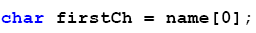 char firstCh = name[0];